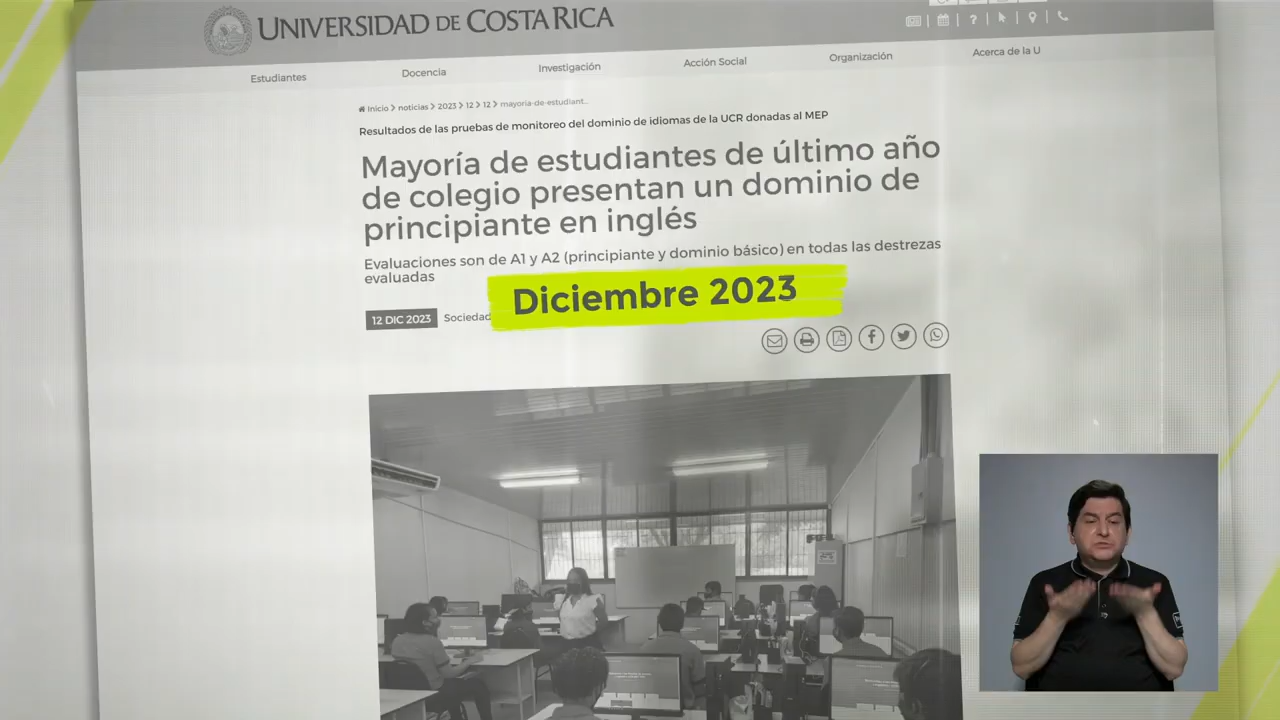 UNIVERSIDAD DE COSTA RICA
Estudiantes
Docencia
Investigación
Acción Social
Organización
Acerca de la U
Inicio > noticias > 2023 > 12 > 12 > mayoria-de-estudiant...
Resultados de las pruebas de monitoreo del dominio de idiomas de la UCR donadas al MEP
Mayoría de estudiantes de último año
de colegio presentan un dominio de
principiante en inglés
Evaluaciones son de A1 y A2 (principiante y dominio básico) en todas las destrezas
evaluadas
Diciembre 2023
12 DIC 2023 Sociedad